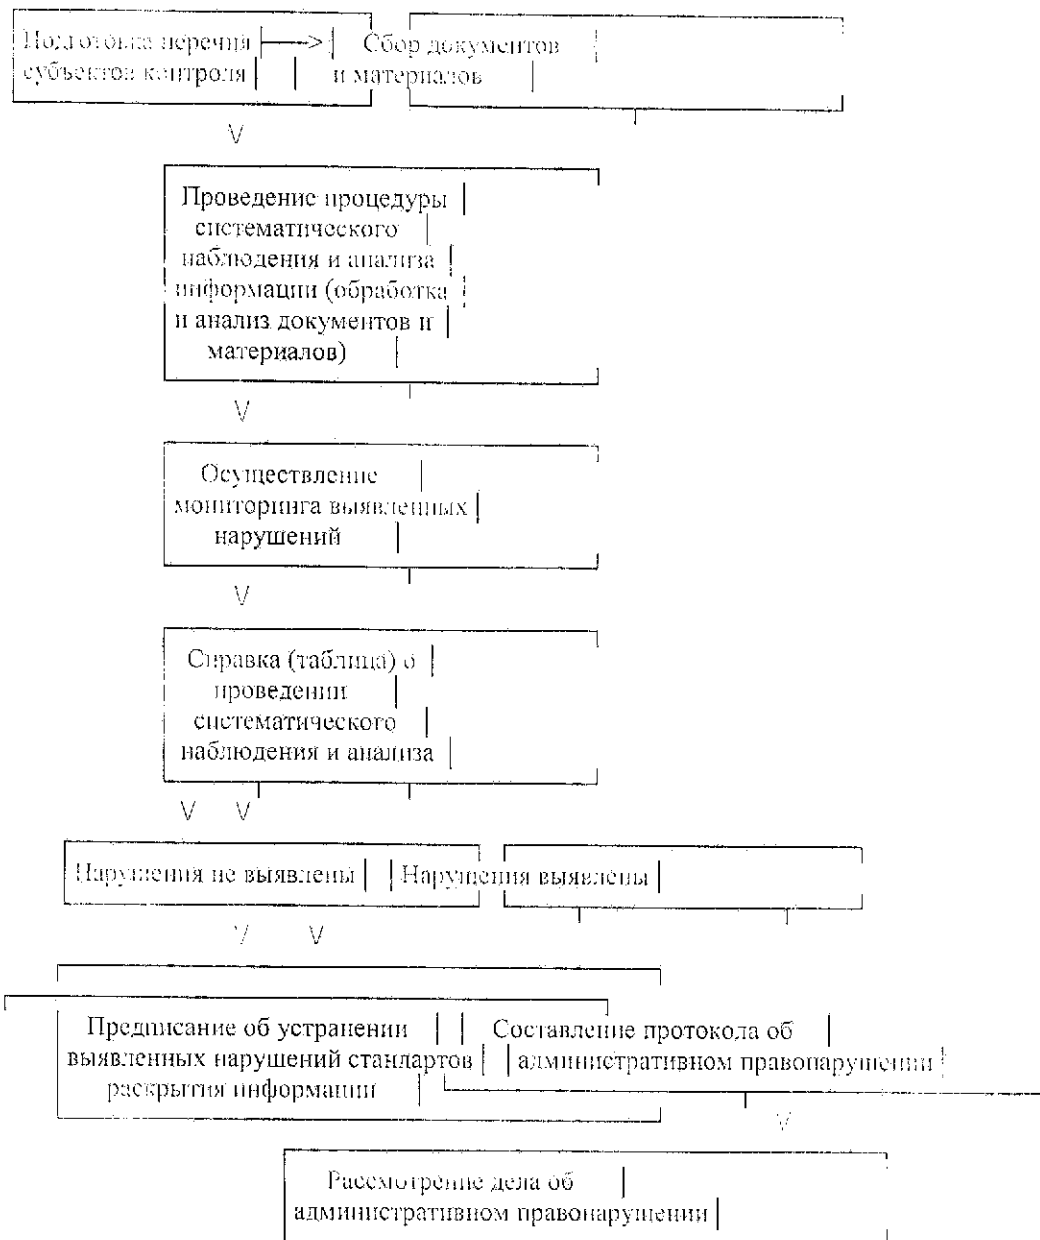 Подготовка перечня
субъектов контроля
Сбор документов
и материалов
Проведение процедуры
систематического
наблюдения и анализа
информации (обработка
и анализ документов и
материалов)
Осуществление
мониторинга выявленных
нарушений
Справка (таблица) о
проведении
систематического
наблюдения и анализа
Нарушения не выявлены
Нарушения выявлены
Предписание об устранении
выявленных нарушений стандартов
раскрытия информации
Составление протокола об
административном правонарушении
Рассмотрение дела об
административном правонарушении